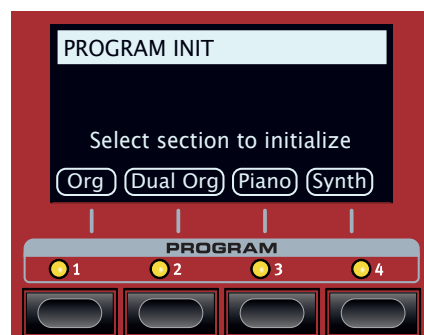 PROGRAM INIT
Select section to initialize
Org Dual Org Piano Synth
PROGRAM
1 2 3 4